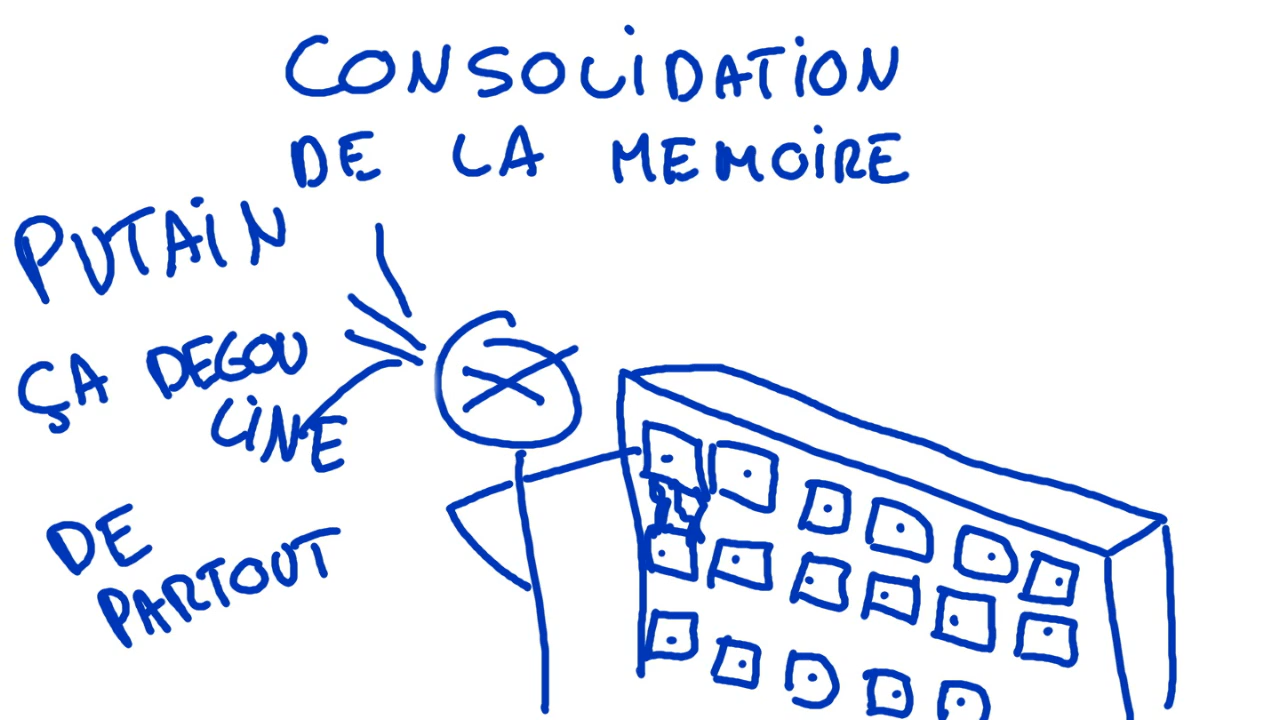 CONSOLiDATiON
DE LA MEMOiRE
PUTAiN
ÇA DEGOU
LiNE
DE
PARTOUT